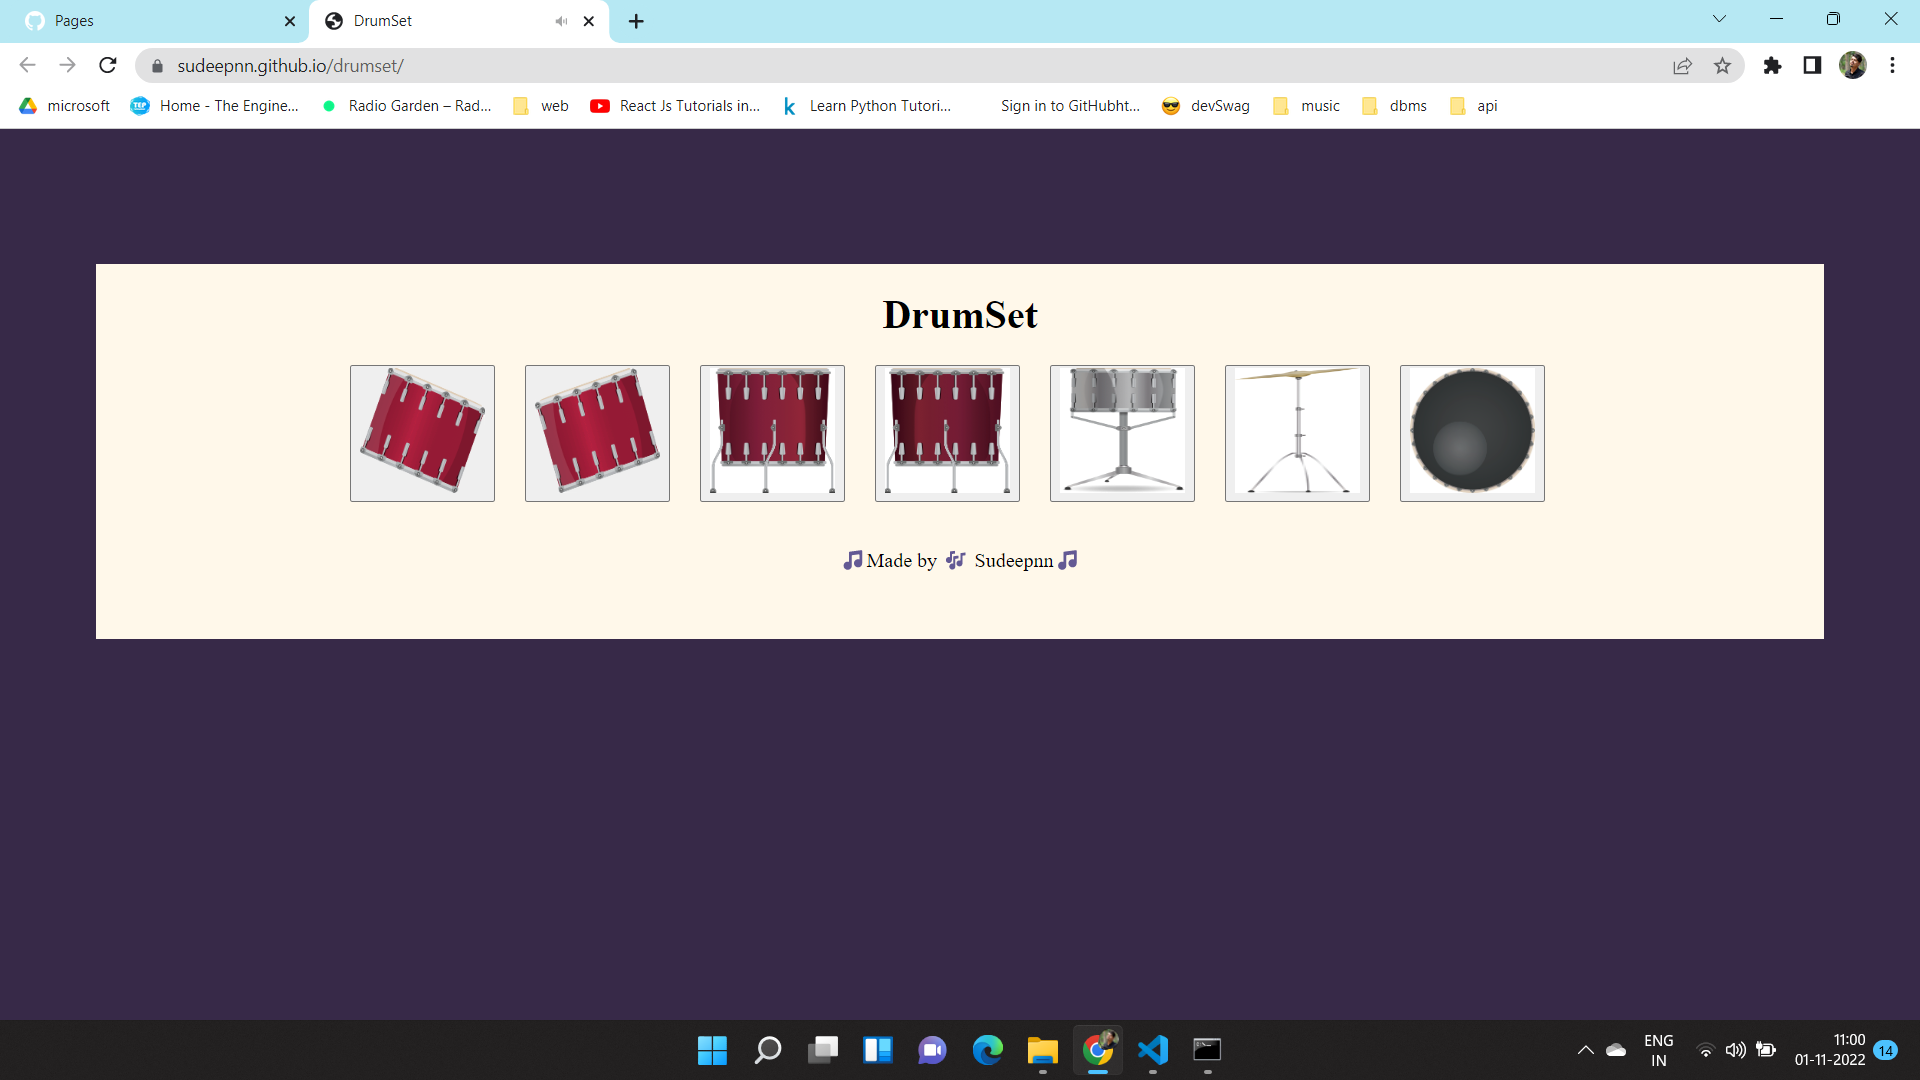 Pages
DrumSet
sudeepnn.github.io/drumset/
microsoft
TEP
Home - The Engine...
Radio Garden – Rad...
web
React Js Tutorials in...
k
Learn Python Tutori...
Sign in to GitHubht...
devSwag
music
dbms
api
DrumSet
🎵Made by 🎶 Sudeepnn🎵
ENG
IN
11:00
01-11-2022
14